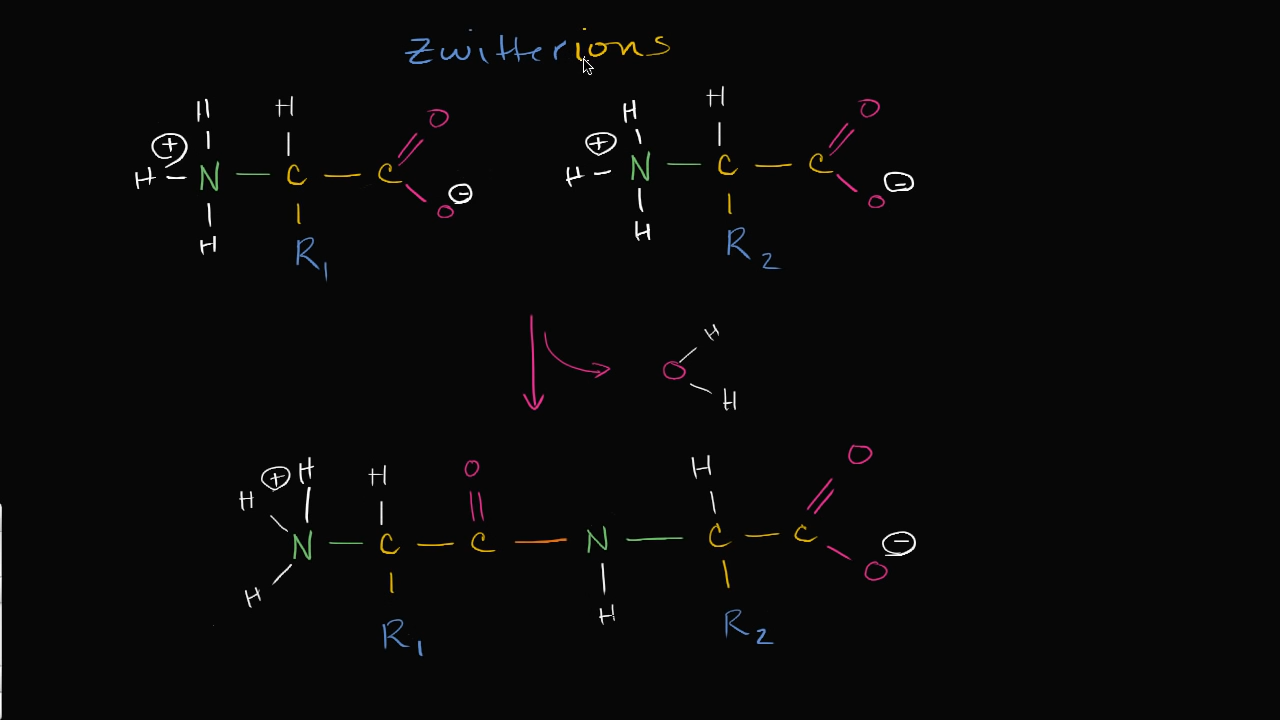 Zwitterions
H H H O H H O
+ H N C C O - + H N C C O -
H R1 H R2
O H H
H + H H O H O
N C C N C C O -
H R1 H R2